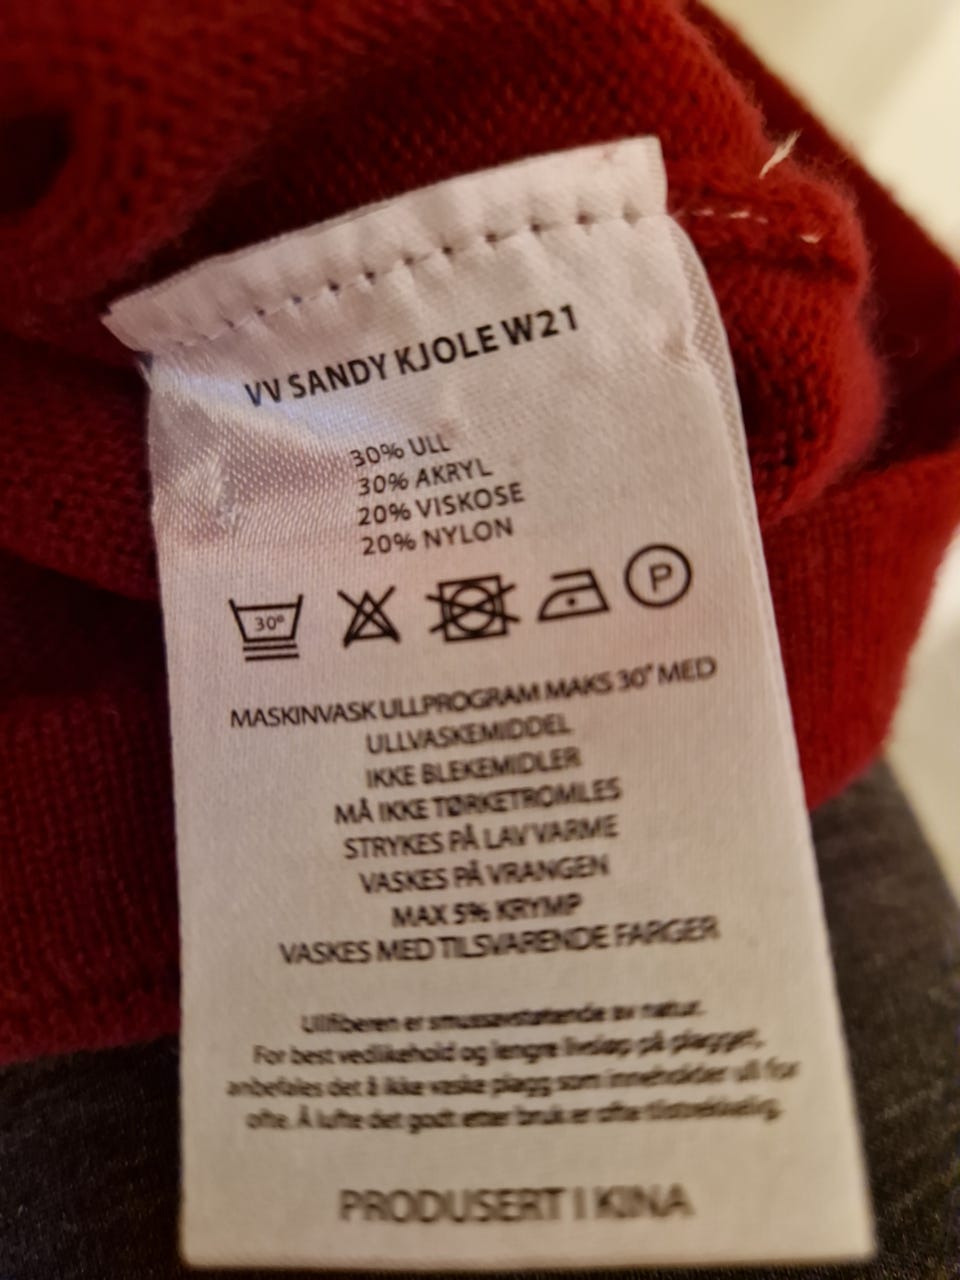 VV SANDY KJOLE W21
30% ULL
30% AKRYL
20% VISKOSE
20% NYLON
30°
P
MASKINVASK ULLPROGRAM MAKS 30° MED
ULLVASKEMIDDEL
IKKE BLEKEMIDLER
MÅ IKKE TØRKETROMLES
STRYKES PÅ LAV VARME
VASKES PÅ VRANGEN
MAX 5% KRYMP
VASKES MED TILSVARENDE FARGER
Ullfiberen er smussavstøtende av natur.
For best vedlikehold og lengre livsløp på plagget,
anbefales det å ikke vaske plagg som inneholder ull for
ofte. Å lufte det godt etter bruk er ofte tilstrekkelig.
PRODUSERT I KINA